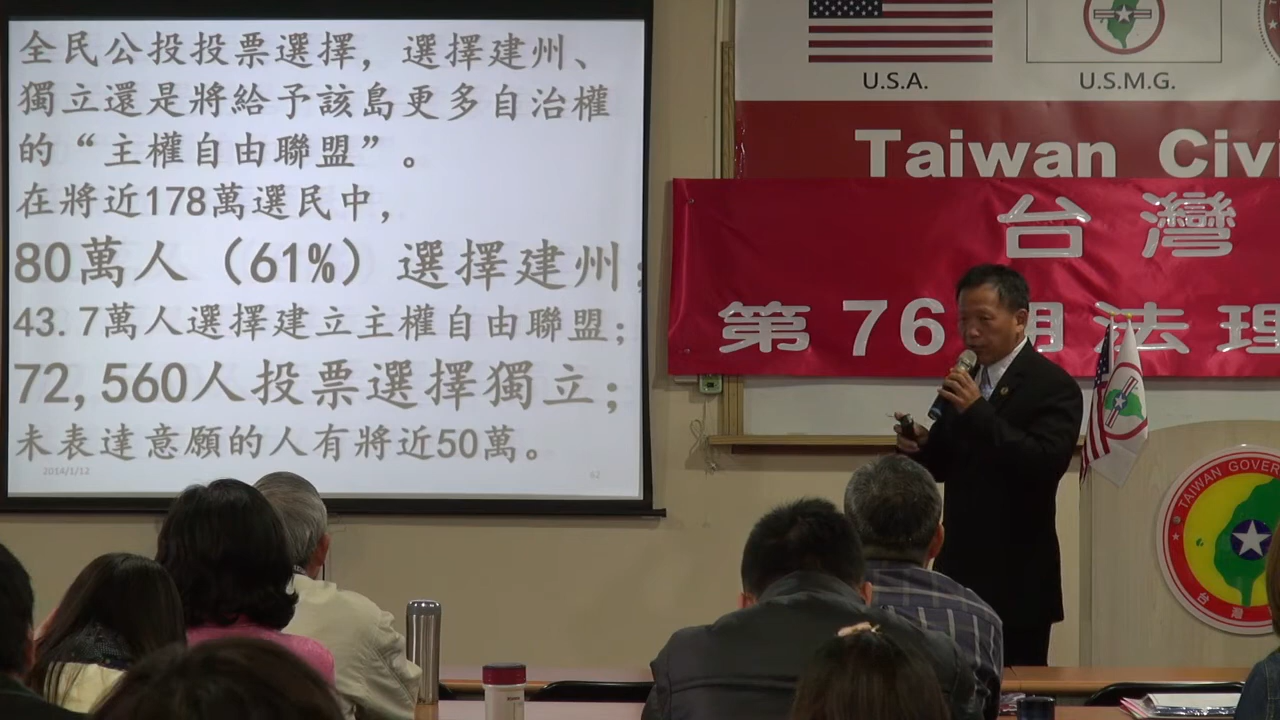 全民公投投票選擇，選擇建州、
獨立還是將給予該島更多自治權
的“主權自由聯盟”。
在將近178萬選民中，
80萬人（61%）選擇建州；
43.7萬人選擇建立主權自由聯盟；
72,560人投票選擇獨立；
未表達意願的人有將近50萬。
2014/1/12
62
U.S.A.
U.S.M.G.
Taiwan Civi
台灣
第76期法理
TAIWAN GOVER
台灣